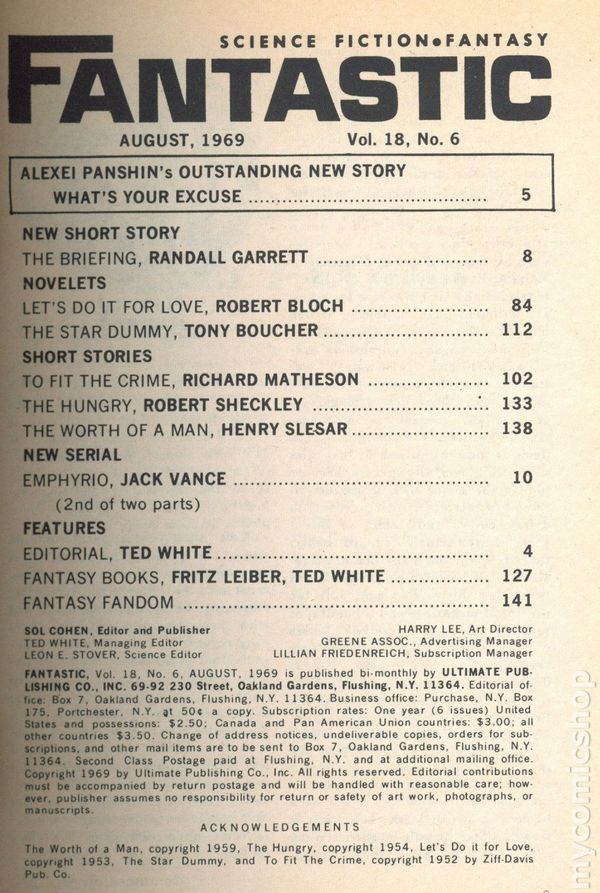 SCIENCE FICTION•FANTASY
FANTASTIC
AUGUST, 1969 Vol. 18, No. 6
ALEXEI PANSHIN's OUTSTANDING NEW STORY
WHAT'S YOUR EXCUSE ........................................ 5
NEW SHORT STORY
THE BRIEFING, RANDALL GARRETT ............................ 8
NOVELETS
LET'S DO IT FOR LOVE, ROBERT BLOCH ....................... 84
THE STAR DUMMY, TONY BOUCHER ........................... 112
SHORT STORIES
TO FIT THE CRIME, RICHARD MATHESON .................... 102
THE HUNGRY, ROBERT SHECKLEY ............................ 133
THE WORTH OF A MAN, HENRY SLESAR ....................... 138
NEW SERIAL
EMPHYRIO, JACK VANCE ......................................... 10
(2nd of two parts)
FEATURES
EDITORIAL, TED WHITE ............................................ 4
FANTASY BOOKS, FRITZ LEIBER, TED WHITE ................ 127
FANTASY FANDOM .................................................. 141
SOL COHEN, Editor and Publisher HARRY LEE, Art Director
TED WHITE, Managing Editor GREENE ASSOC., Advertising Manager
LEON E. STOVER, Science Editor LILLIAN FRIEDENREICH, Subscription Manager
FANTASTIC, Vol. 18, No. 6, AUGUST, 1969 is published bi-monthly by ULTIMATE PUB-
LISHING CO., INC. 69-92 230 Street, Oakland Gardens, Flushing, N.Y. 11364. Editorial of-
fice: Box 7, Oakland Gardens, Flushing, N.Y. 11364. Business office: Purchase, N.Y. Box
175, Portchester, N.Y. at 50¢ a copy. Subscription rates: One year (6 issues) United
States and possessions: $2.50; Canada and Pan American Union countries: $3.00; all
other countries $3.50. Change of address notices, undeliverable copies, orders for sub-
scriptions, and other mail items are to be sent to Box 7, Oakland Gardens, Flushing, N.Y.
11364. Second Class Postage paid at Flushing, N.Y. and at additional mailing office.
Copyright 1969 by Ultimate Publishing Co., Inc. All rights reserved. Editorial contributions
must be accompanied by return postage and will be handled with reasonable care; how-
ever, publisher assumes no responsibility for return or safety of art work, photographs, or
manuscripts.
ACKNOWLEDGEMENTS
The Worth of a Man, copyright 1959, The Hungry, copyright 1954, Let's Do it for Love,
copyright 1953, The Star Dummy, and To Fit The Crime, copyright 1952 by Ziff-Davis
Pub. Co.
mycomicshop